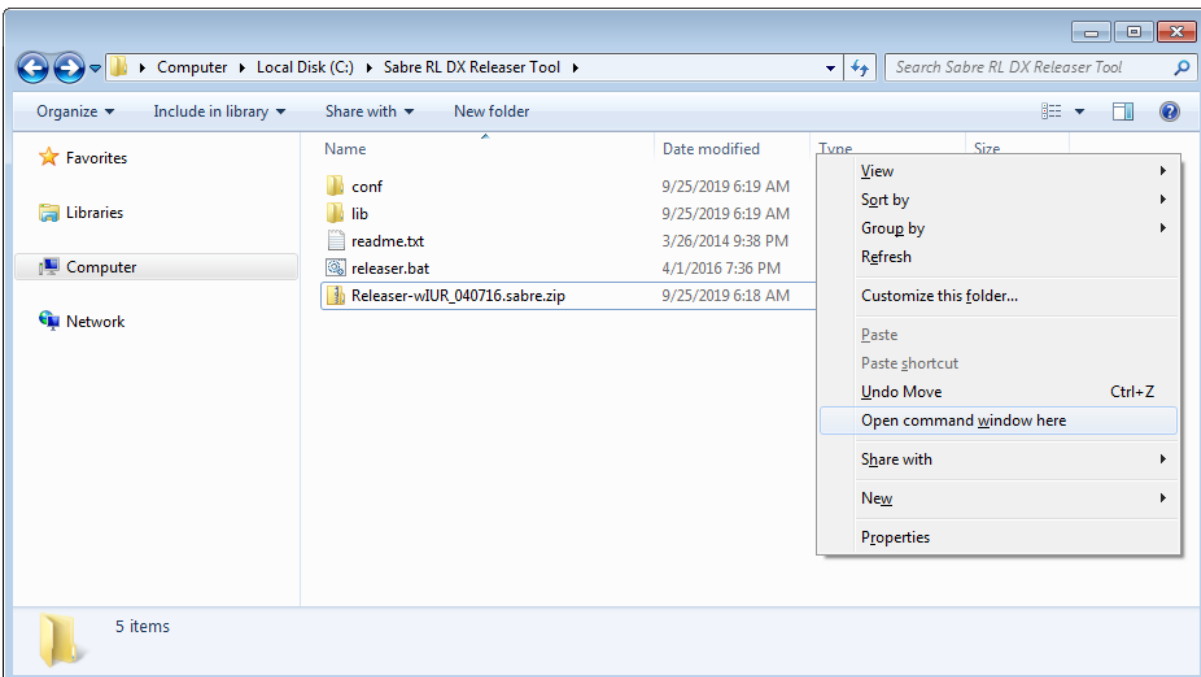 Computer Local Disk (C:) Sabre RL DX Releaser Tool Search Sabre RL DX Releaser Tool
Organize Include in library Share with New folder
Favorites
Libraries
Computer
Network
Name Date modified Type Size
conf 9/25/2019 6:19 AM
lib 9/25/2019 6:19 AM
readme.txt 3/26/2014 9:38 PM
releaser.bat 4/1/2016 7:36 PM
Releaser-wIUR_040716.sabre.zip 9/25/2019 6:18 AM
View
Sort by
Group by
Refresh
Customize this folder...
Paste
Paste shortcut
Undo Move Ctrl+Z
Open command window here
Share with
New
Properties
5 items